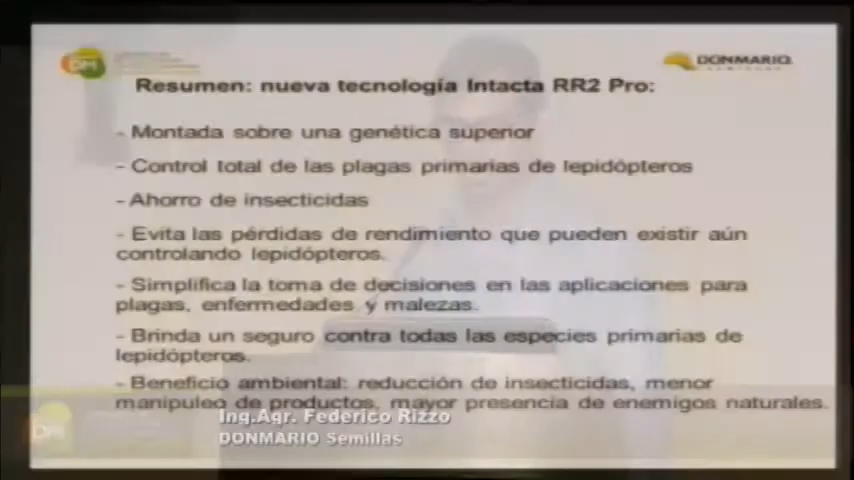 DM
DONMARIO
SEMILLAS
Resumen: nueva tecnología Intacta RR2 Pro:
- Montada sobre una genética superior
- Control total de las plagas primarias de lepidópteros
- Ahorro de insecticidas
- Evita las pérdidas de rendimiento que pueden existir aún
controlando lepidópteros.
- Simplifica la toma de decisiones en las aplicaciones para
plagas, enfermedades y malezas.
- Brinda un seguro contra todas las especies primarias de
lepidópteros.
- Beneficio ambiental: reducción de insecticidas, menor
manipuleo de productos, mayor presencia de enemigos naturales.
Ing.Agr. Federico Rizzo
DONMARIO Semillas
DM